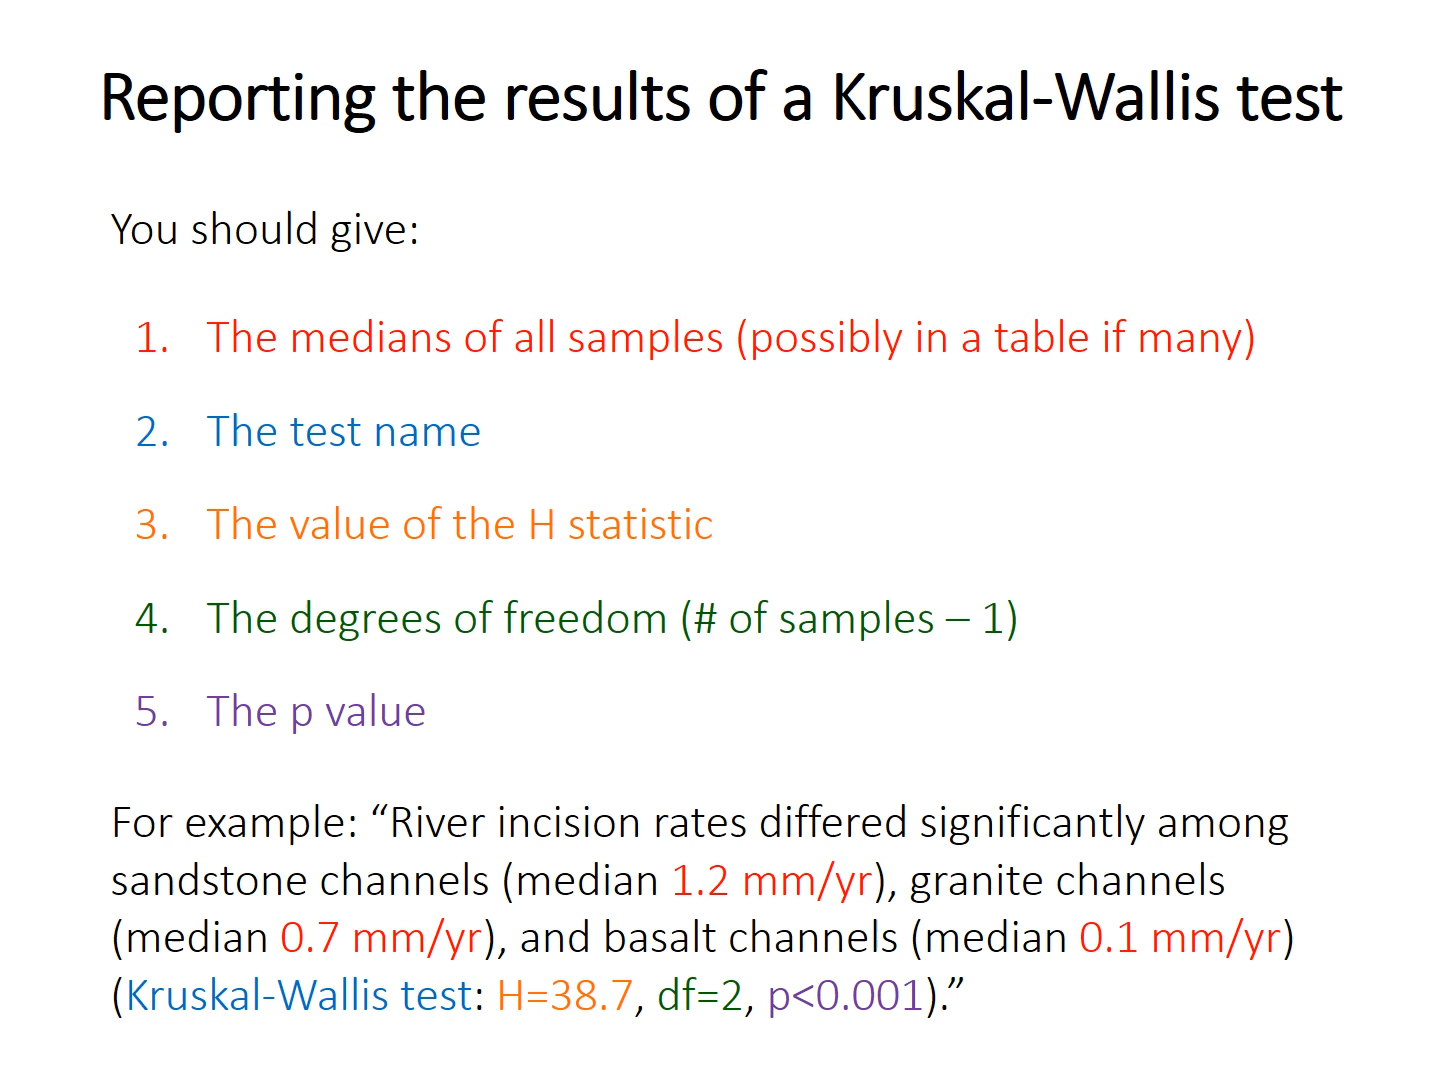 Reporting the results of a Kruskal-Wallis test
You should give:
1. The medians of all samples (possibly in a table if many)
2. The test name
3. The value of the H statistic
4. The degrees of freedom (# of samples – 1)
5. The p value
For example: “River incision rates differed significantly among
sandstone channels (median 1.2 mm/yr), granite channels
(median 0.7 mm/yr), and basalt channels (median 0.1 mm/yr)
(Kruskal-Wallis test: H=38.7, df=2, p<0.001).”